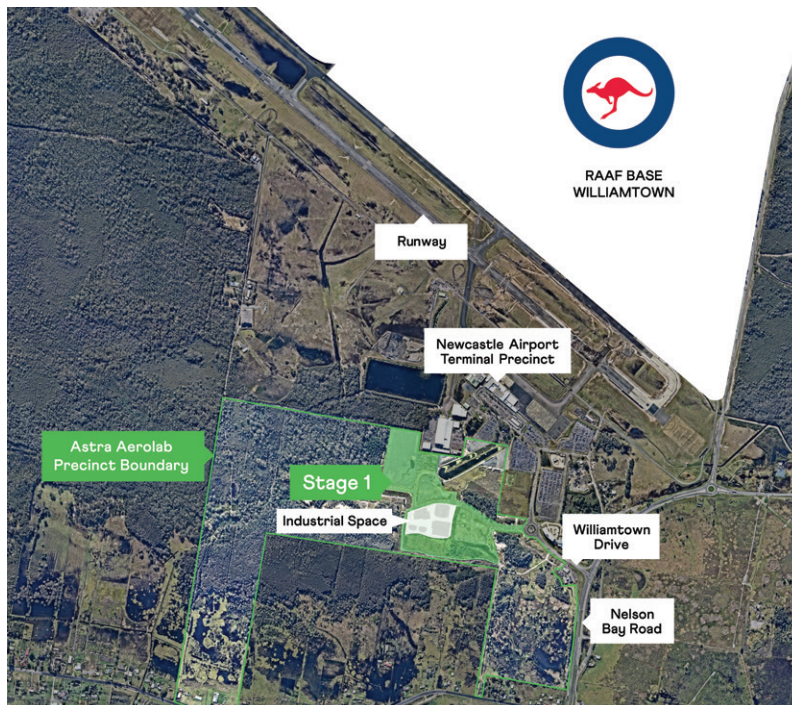 RAAF BASE
WILLIAMTOWN
Runway
Newcastle Airport
Terminal Precinct
Astra Aerolab
Precinct Boundary
Stage 1
Industrial Space
Williamtown
Drive
Nelson
Bay Road